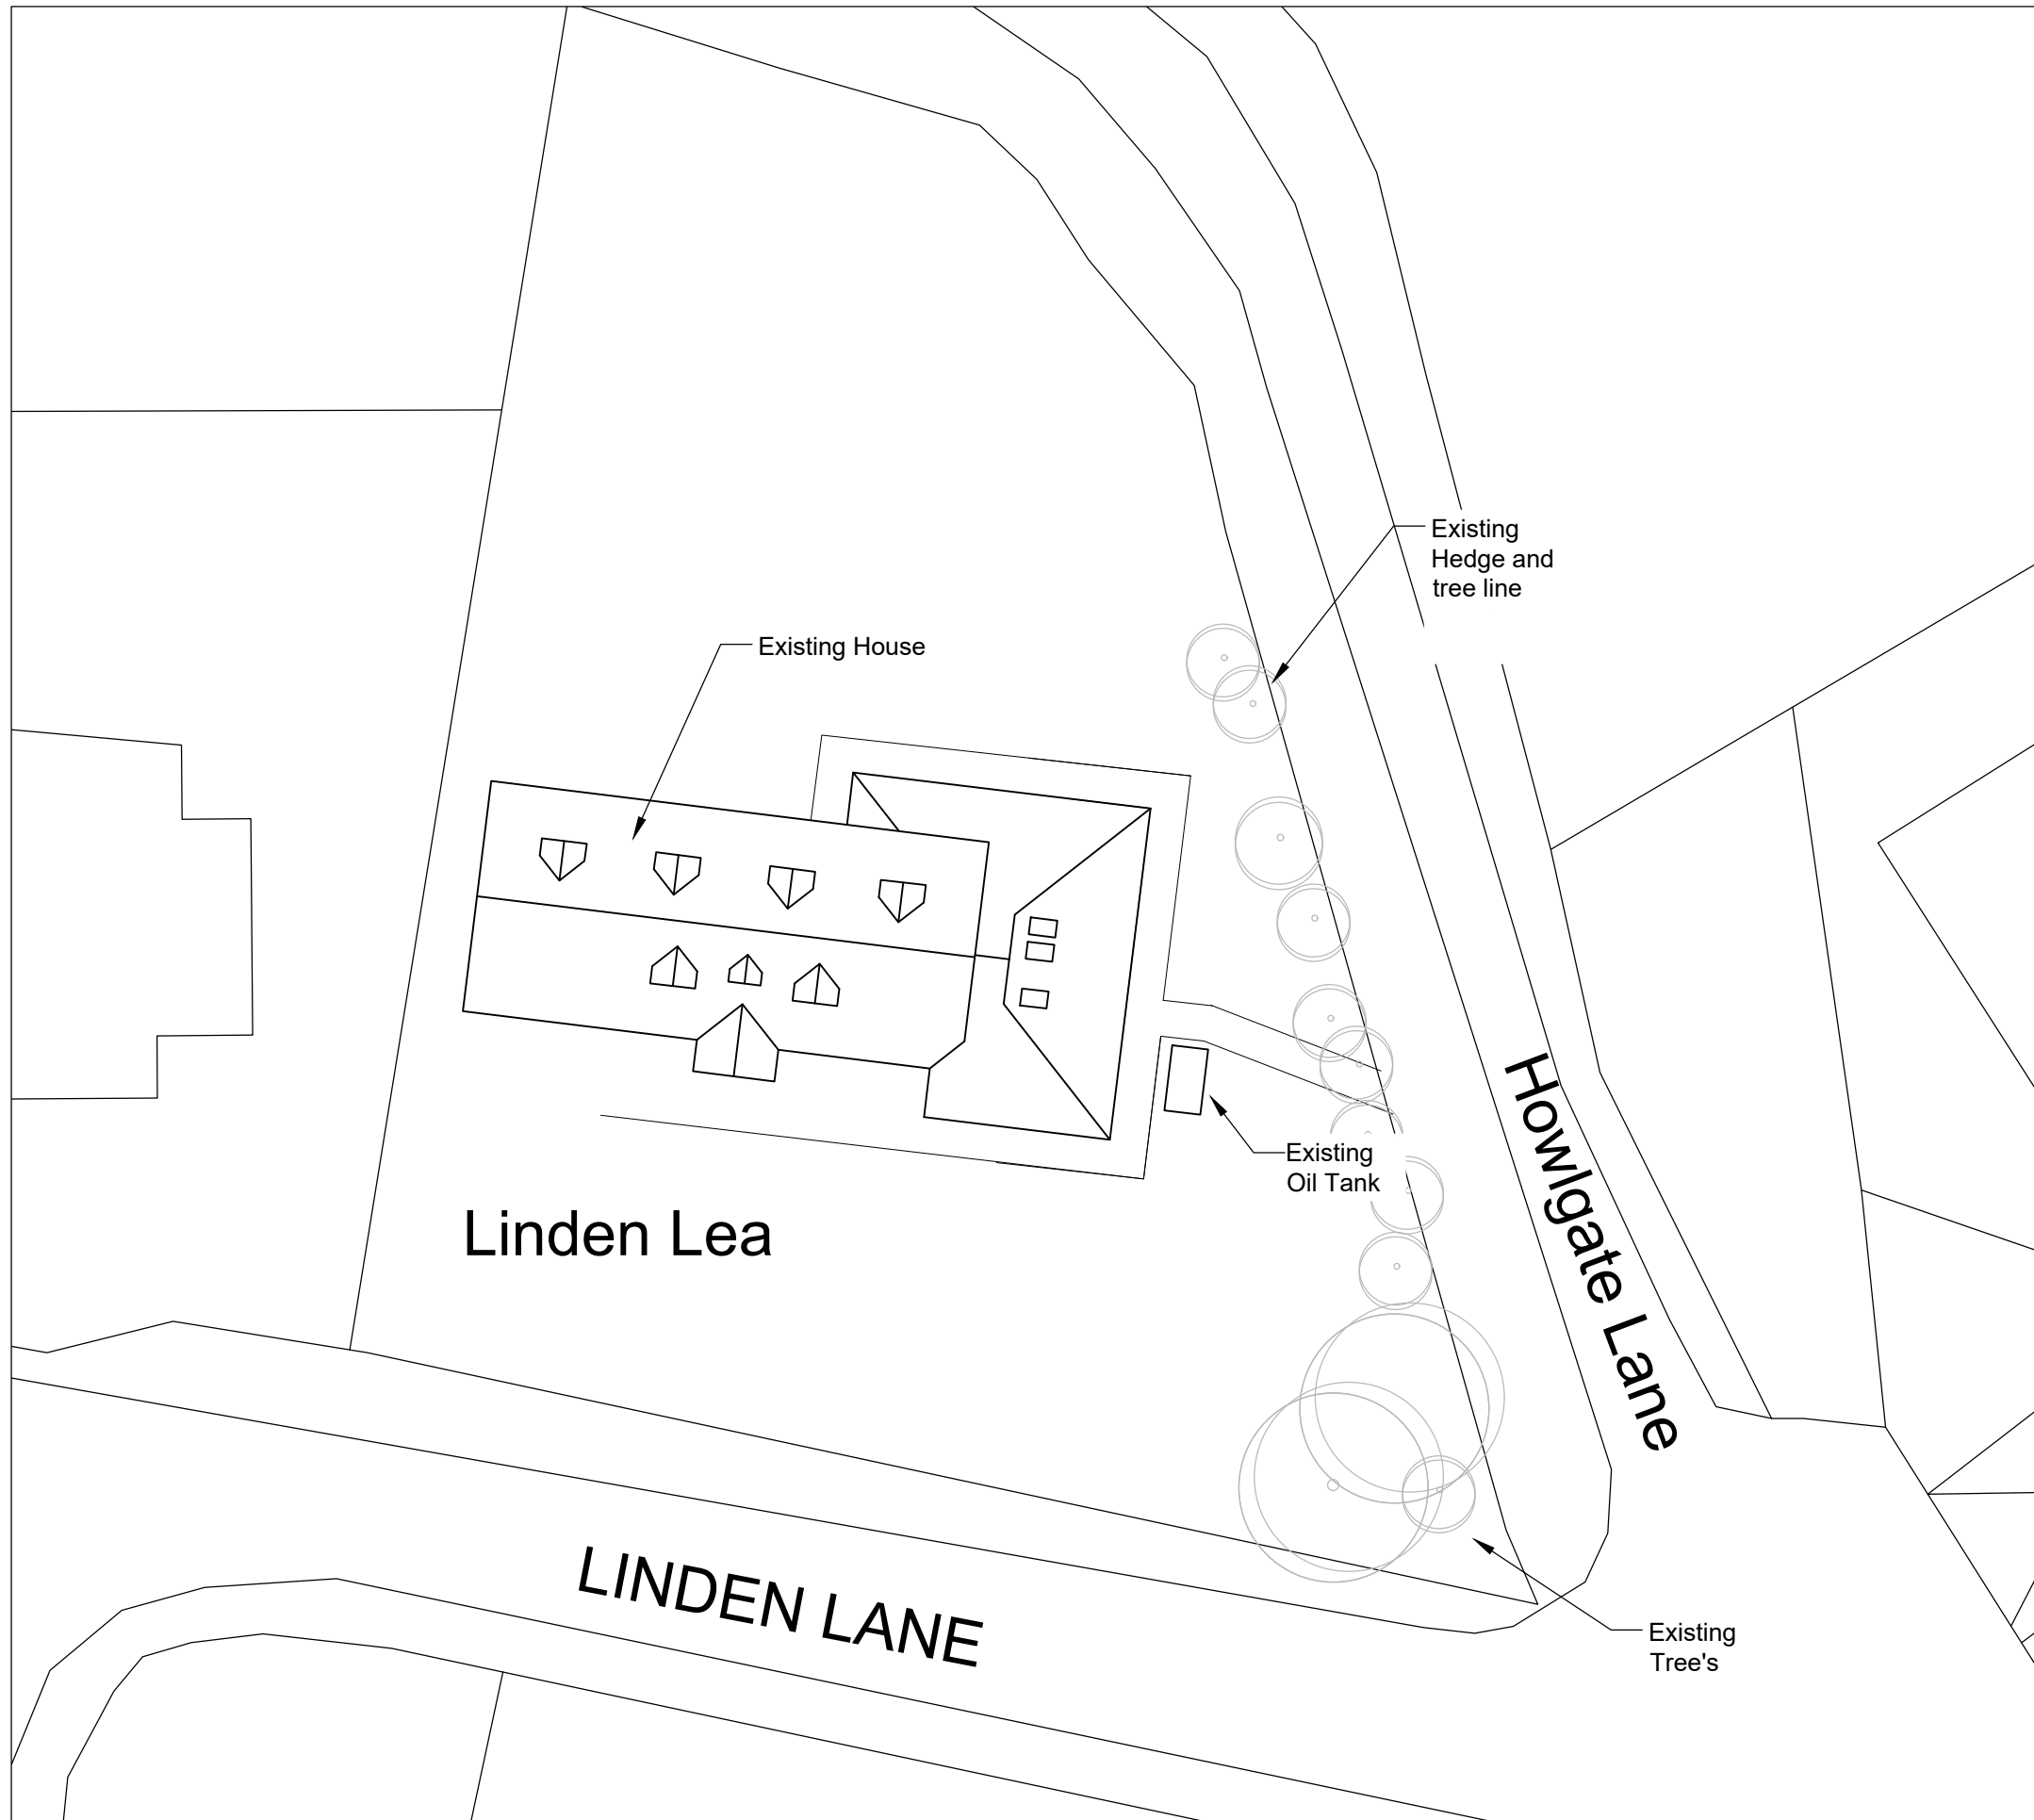 Existing
Hedge and
tree line
Existing House
Existing
Oil Tank
Howlgate Lane
Linden Lea
LINDEN LANE
Existing
Tree's